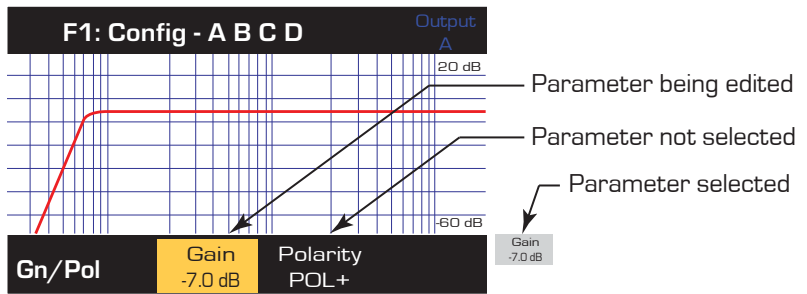 F1: Config - A B C D
Output
A
20 dB
Parameter being edited
Parameter not selected
Parameter selected
-60 dB
Gn/Pol
Gain
-7.0 dB
Polarity
POL+
Gain
-7.0 dB